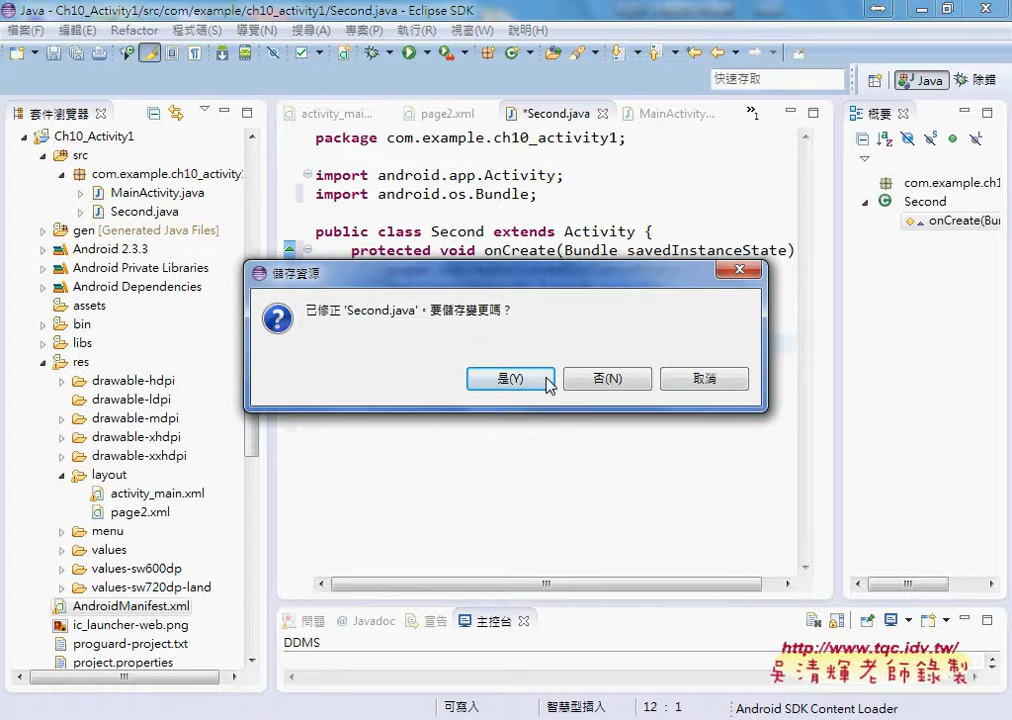 Java - Ch10_Activity1/src/com/example/ch10_activity1/Second.java - Eclipse SDK
檔案(F) 編輯(E) Refactor 程式碼(S) 導覽(N) 搜尋(A) 專案(P) 執行(R) 視窗(W) 說明(H)
快速存取
Java
除錯
套件瀏覽器
activity_mai...
page2.xml
*Second.java
MainActivity....
»1
概要
Ch10_Activity1
src
com.example.ch10_activity1
MainActivity.java
Second.java
gen [Generated Java Files]
Android 2.3.3
Android Private Libraries
Android Dependencies
assets
bin
libs
res
drawable-hdpi
drawable-ldpi
drawable-mdpi
drawable-xhdpi
drawable-xxhdpi
layout
activity_main.xml
page2.xml
menu
values
values-sw600dp
values-sw720dp-land
AndroidManifest.xml
ic_launcher-web.png
proguard-project.txt
project.properties
package com.example.ch10_activity1;
import android.app.Activity;
import android.os.Bundle;
public class Second extends Activity {
protected void onCreate(Bundle savedInstanceState)
com.example.ch1
Second
onCreate(Bur
儲存資源
已修正 'Second.java'。要儲存變更嗎？
是(Y)
否(N)
取消
問題
@ Javadoc
宣告
主控台
DDMS
http://www.tqc.idv.tw/
吳清輝老師錄製
可寫入
智慧型插入
12 : 1
Android SDK Content Loader